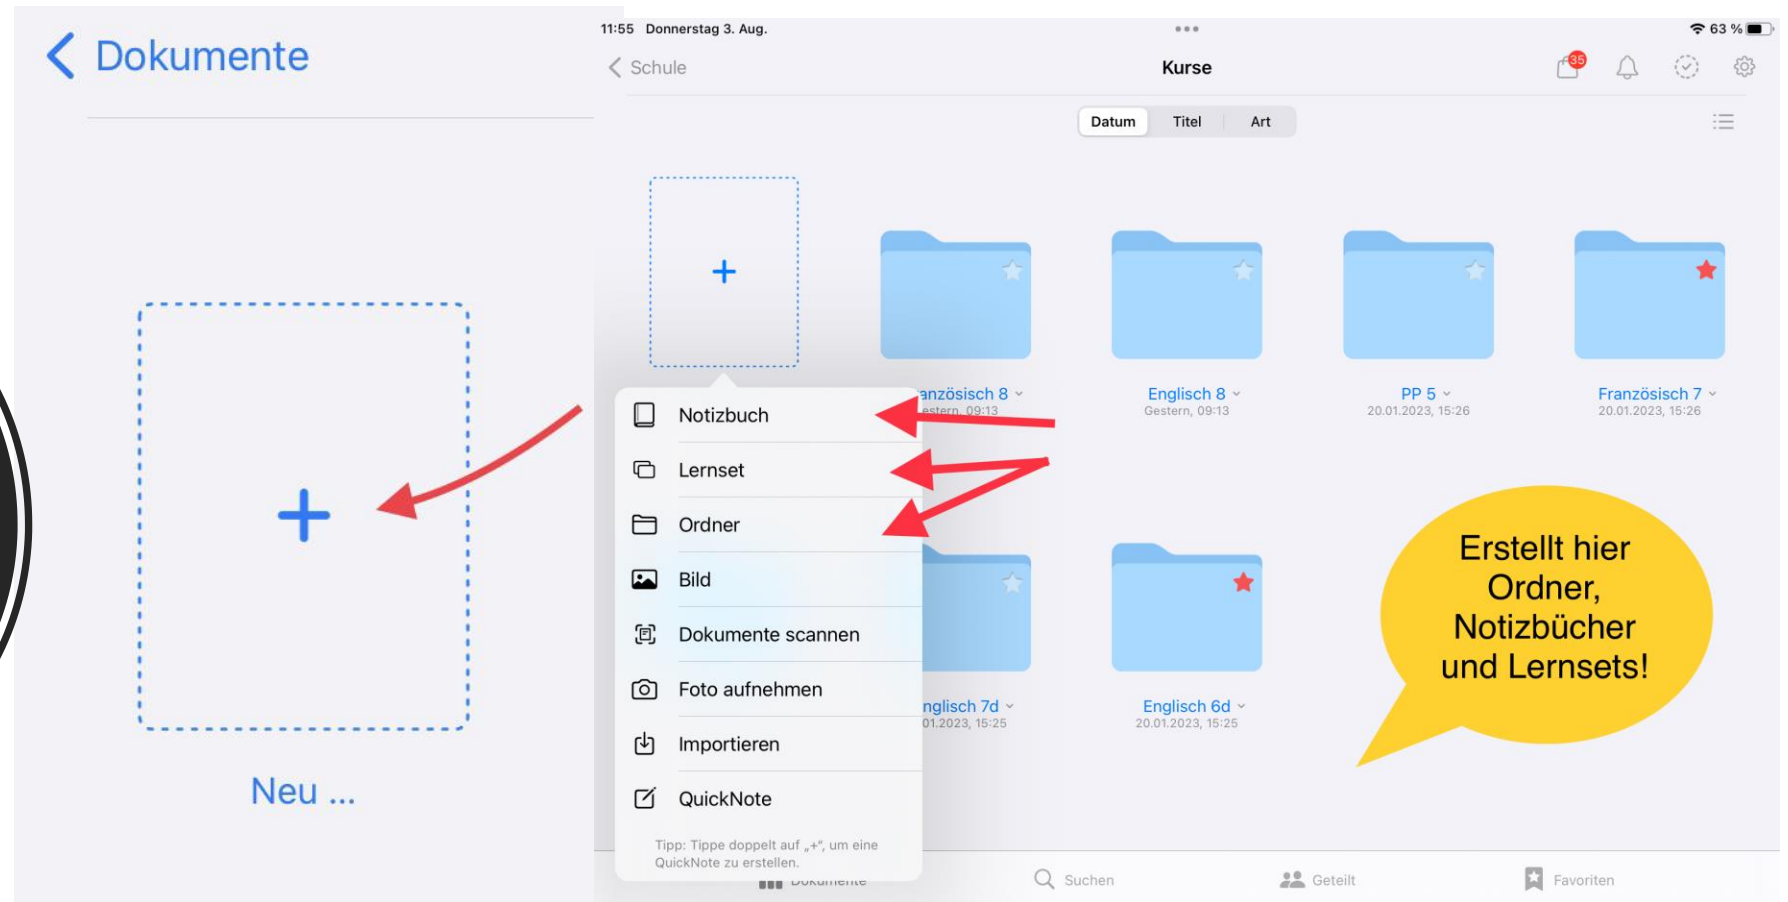 Dokumente
Neu ...
11:55 Donnerstag 3. Aug.
63 %
Schule
Kurse
35
Datum Titel Art
anzösisch 8
estern, 09:13
Englisch 8
Gestern, 09:13
PP 5
20.01.2023, 15:26
Französisch 7
20.01.2023, 15:26
Notizbuch
Lernset
Ordner
Bild
Dokumente scannen
Foto aufnehmen
Importieren
QuickNote
Tipp: Tippe doppelt auf „+“, um eine
QuickNote zu erstellen.
nglisch 7d
01.2023, 15:25
Englisch 6d
20.01.2023, 15:25
Erstellt hier
Ordner,
Notizbücher
und Lernsets!
Dokumente
Suchen
Geteilt
Favoriten